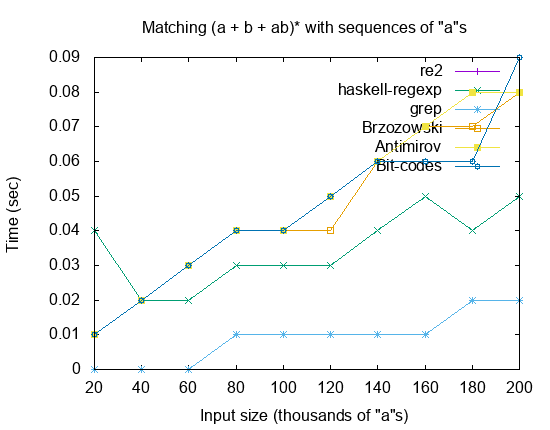 Matching (a + b + ab)* with sequences of "a"s
0.09
0.08
0.07
0.06
0.05
0.04
0.03
0.02
0.01
0
Time (sec)
re2
haskell-regexp
grep
Brzozowski
Antimirov
Bit-codes
20 40 60 80 100 120 140 160 180 200
Input size (thousands of "a"s)